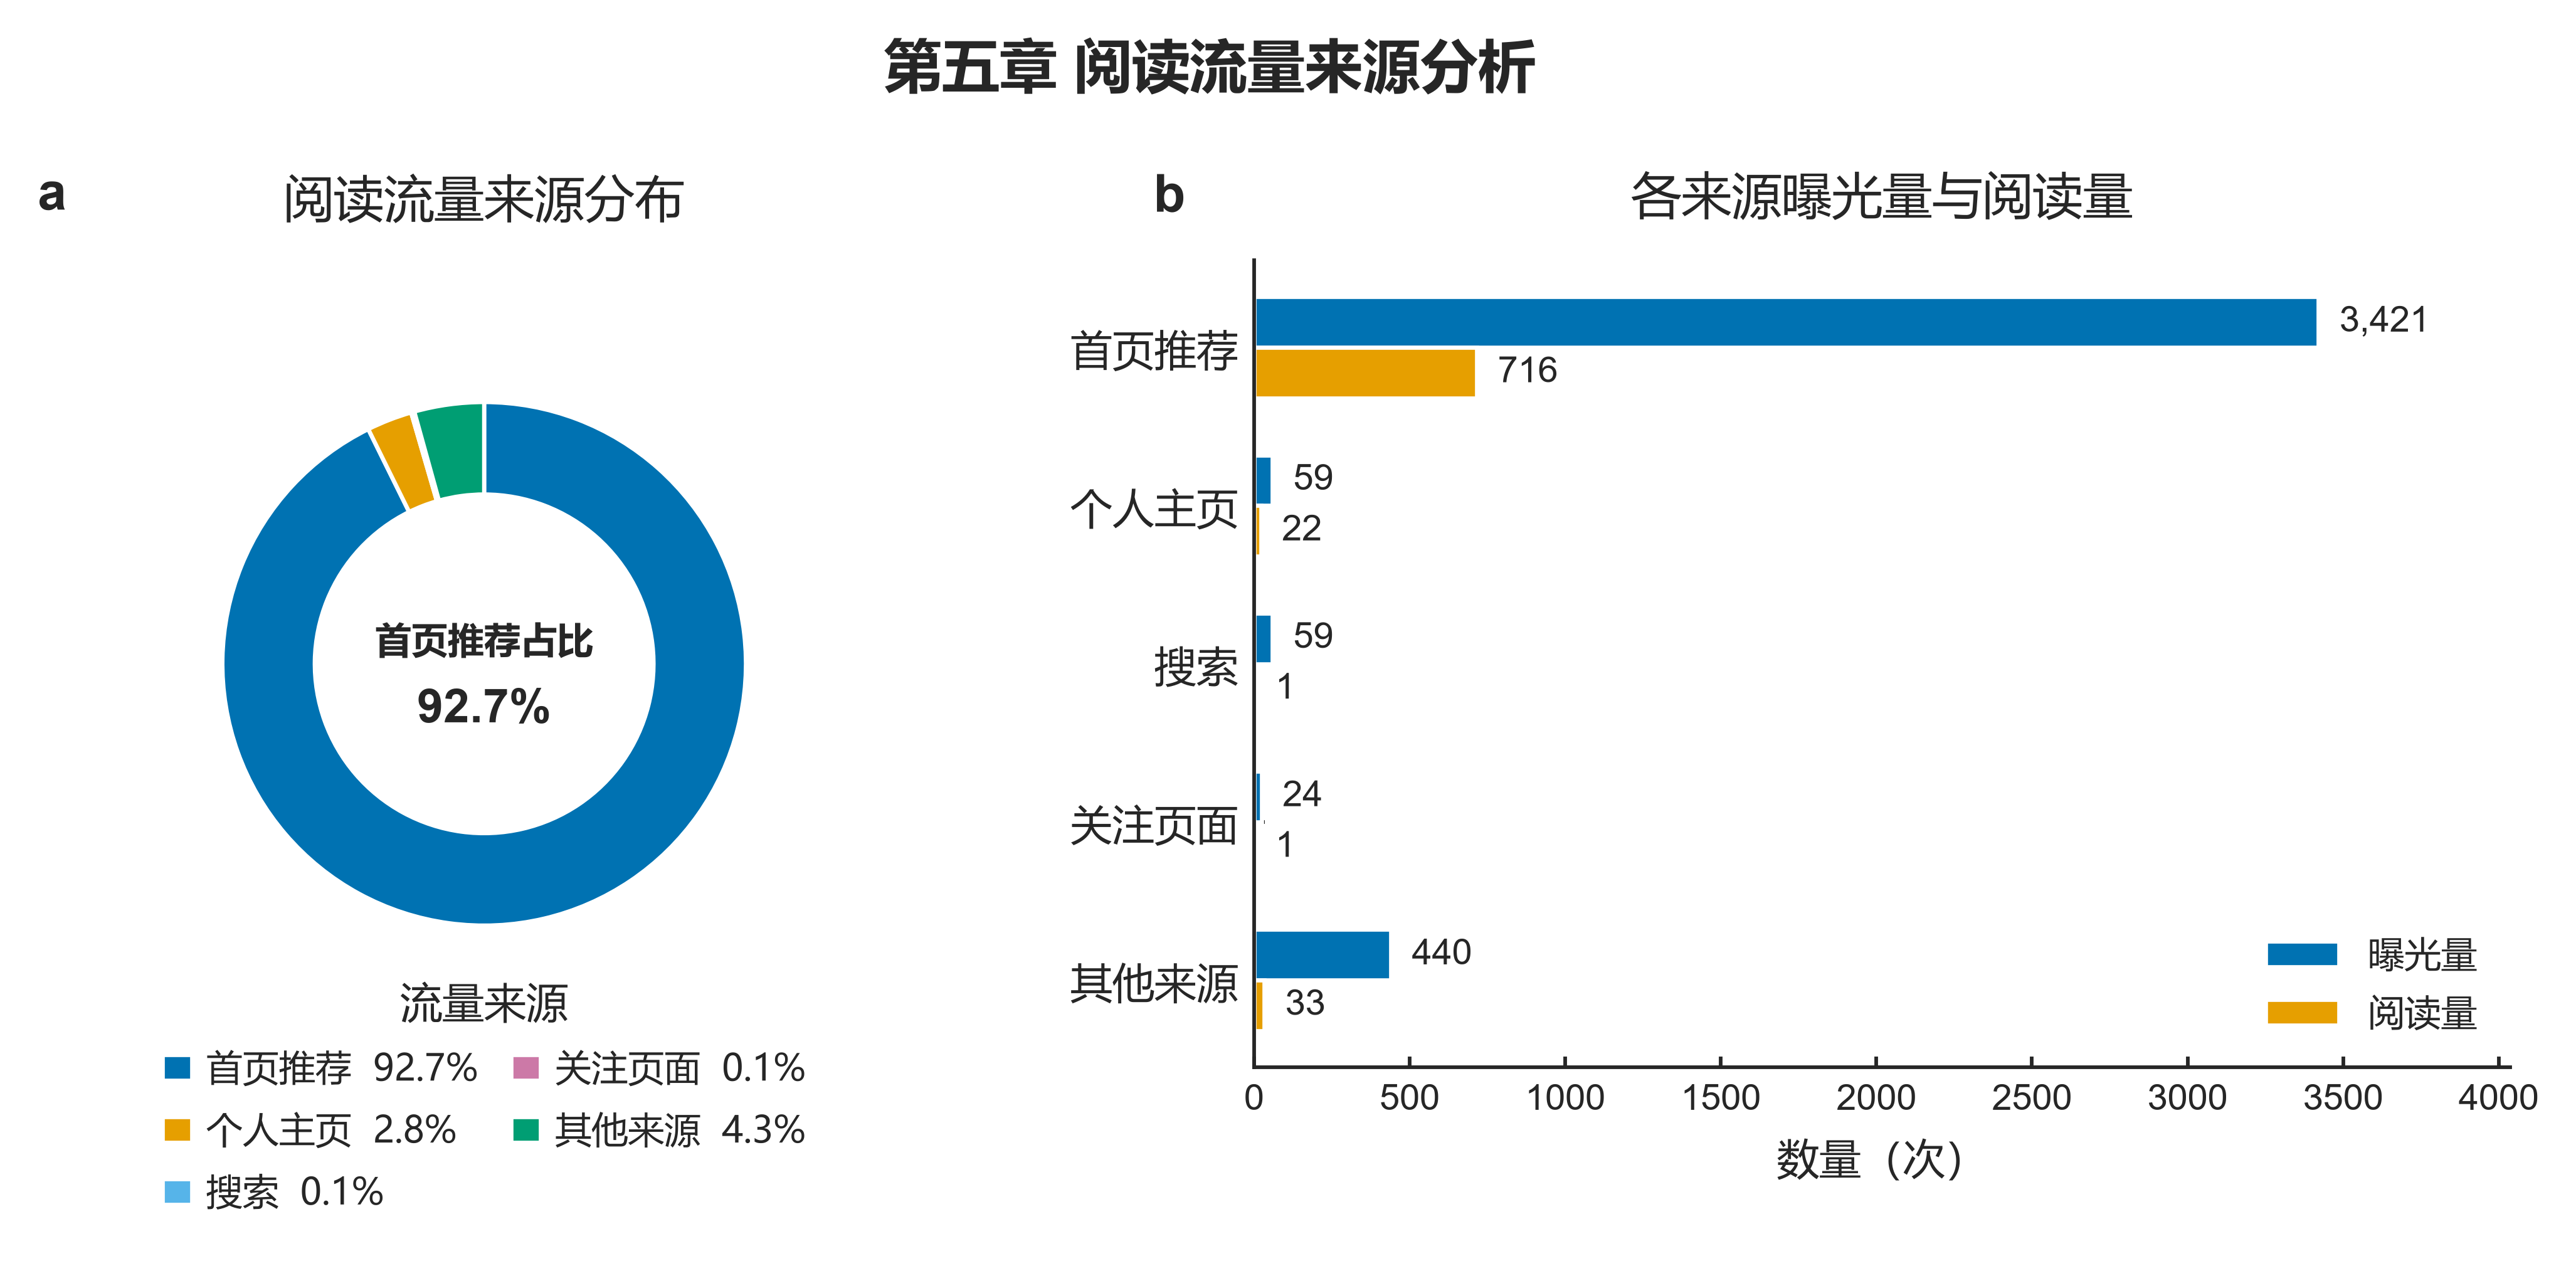 第五章 阅读流量来源分析
a
阅读流量来源分布
首页推荐占比
92.7%
流量来源
首页推荐 92.7%
个人主页 2.8%
搜索 0.1%
关注页面 0.1%
其他来源 4.3%
b
各来源曝光量与阅读量
首页推荐
3,421
716
个人主页
59
22
搜索
59
1
关注页面
24
1
其他来源
440
33
曝光量
阅读量
0 500 1000 1500 2000 2500 3000 3500 4000
数量（次）